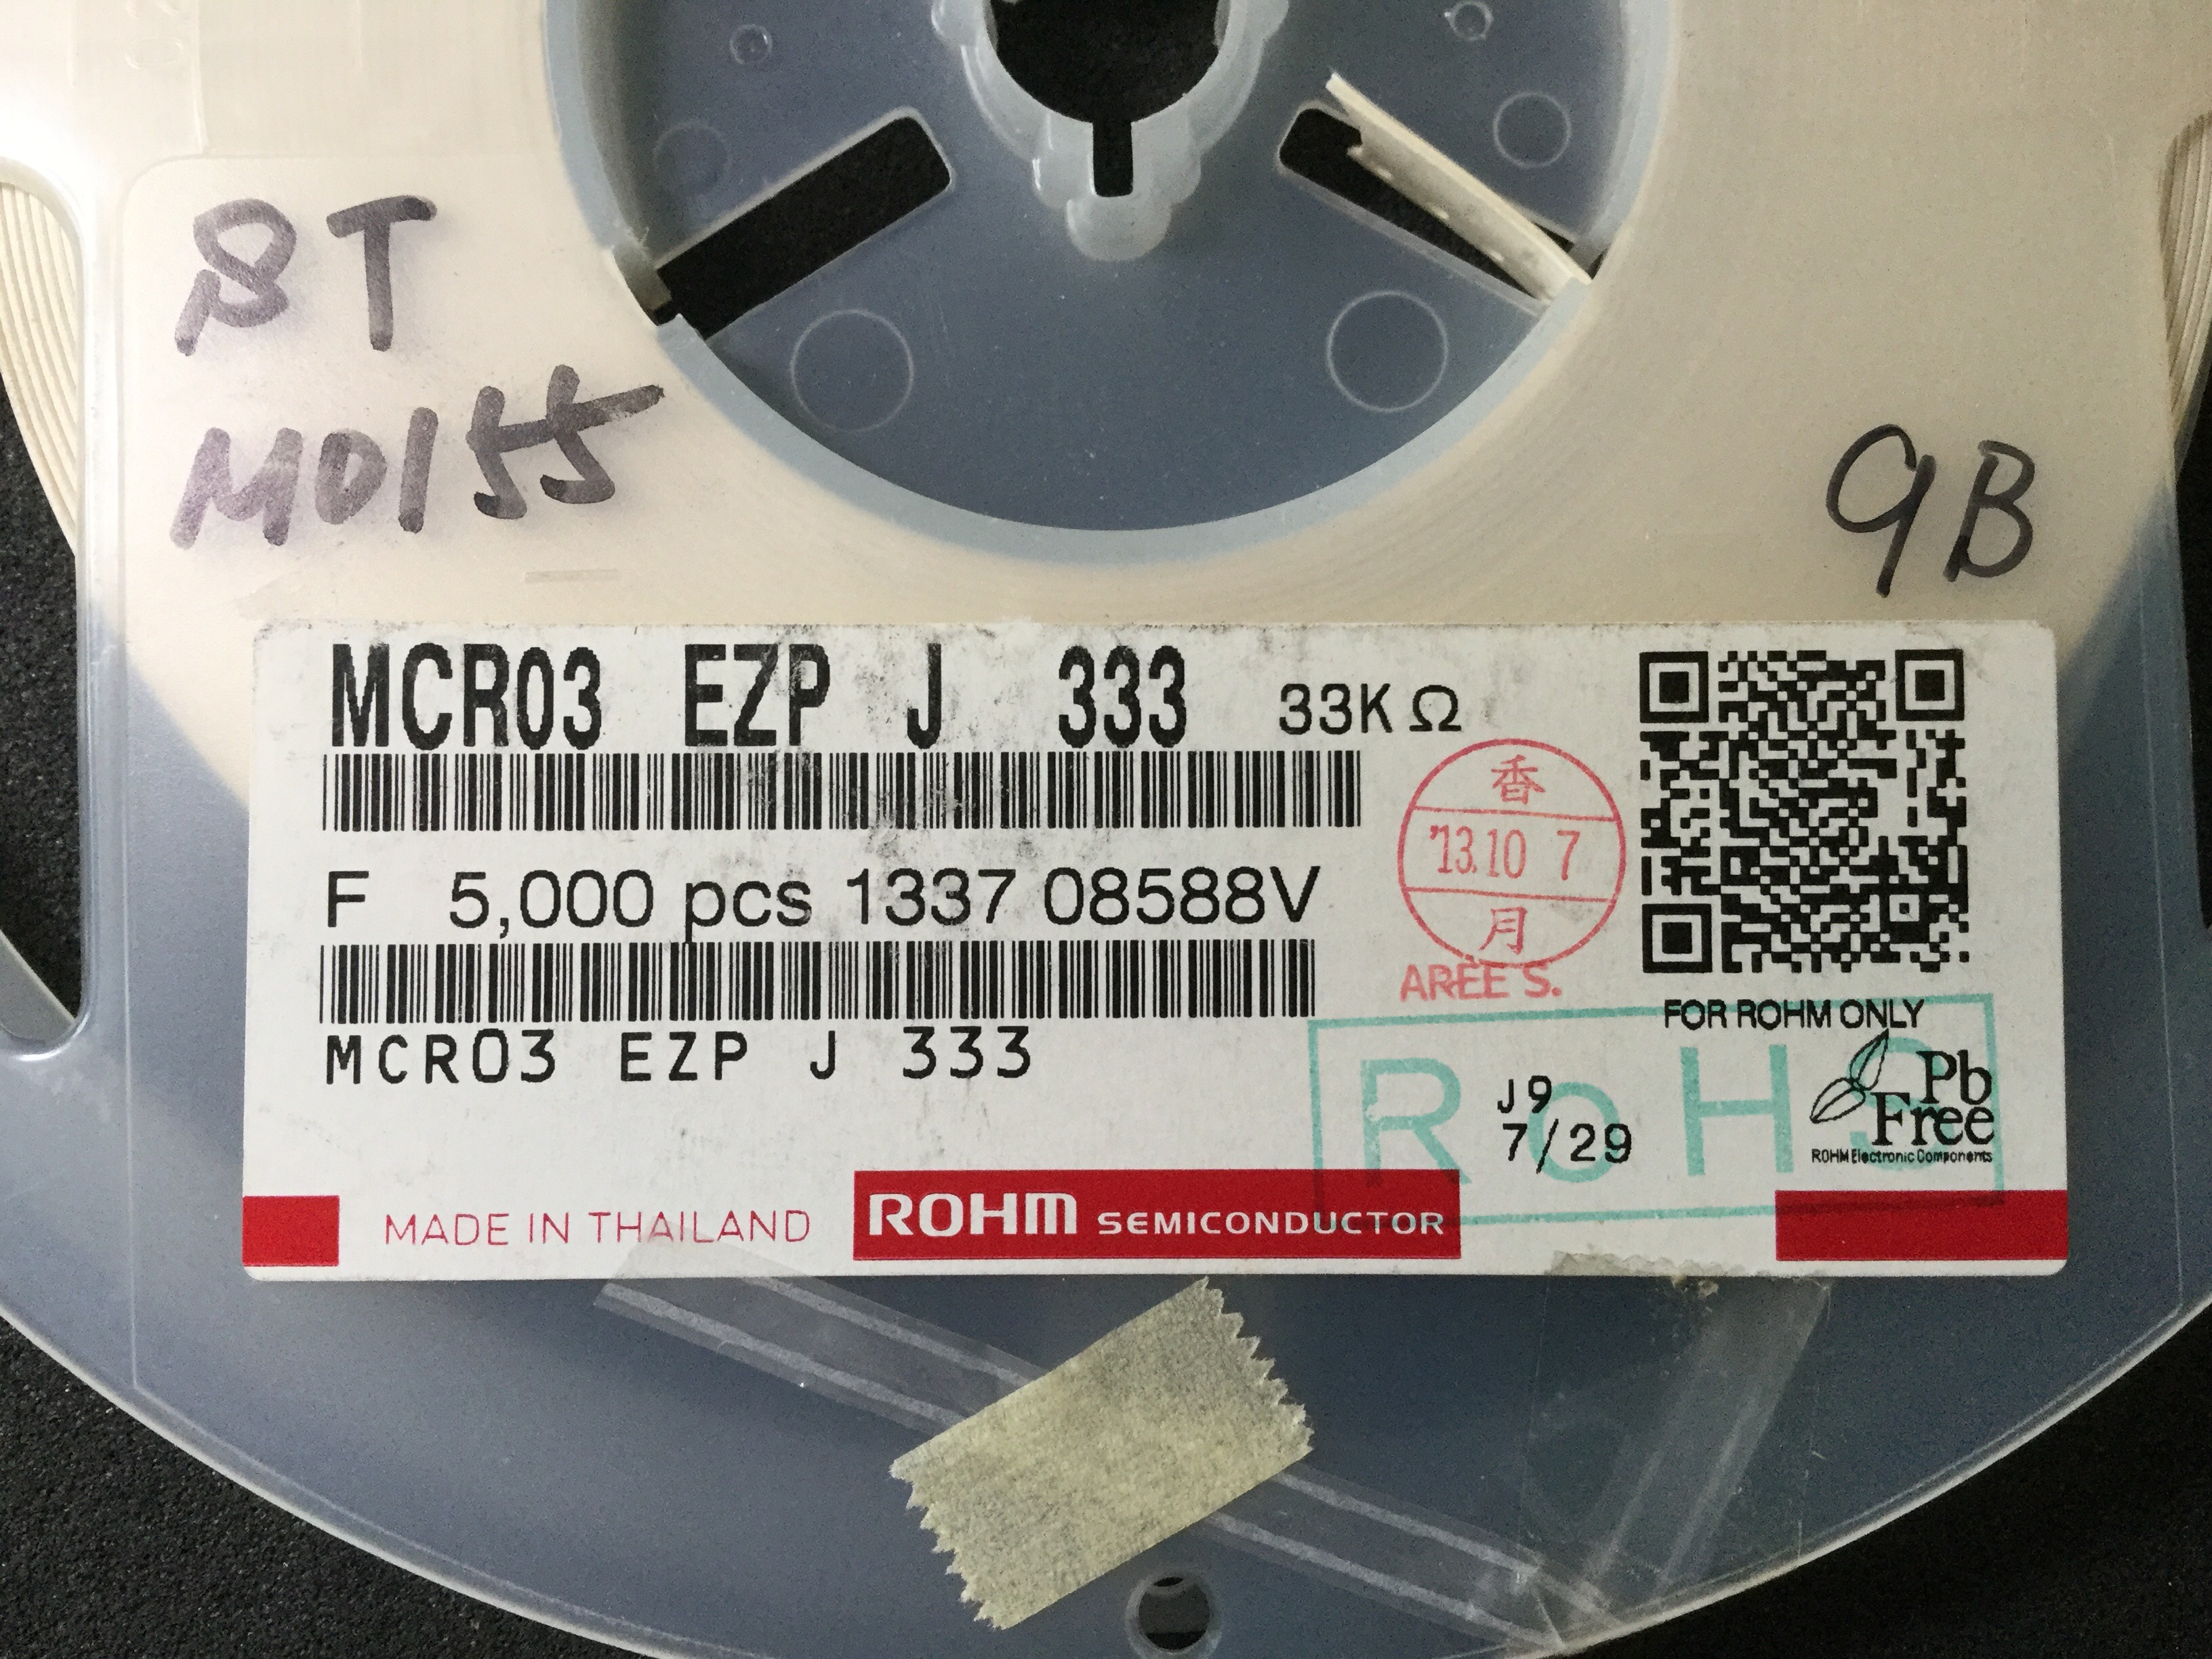 8T
M0155
9B
MCR03 EZP J 333 33KΩ
F 5,000 pcs 1337 08588V
MCR03 EZP J 333
香
'13.10 7
月
AREE S.
FOR ROHM ONLY
RoHS
J9
7/29
Pb
Free
ROHM Electronic Components
MADE IN THAILAND
ROHM SEMICONDUCTOR